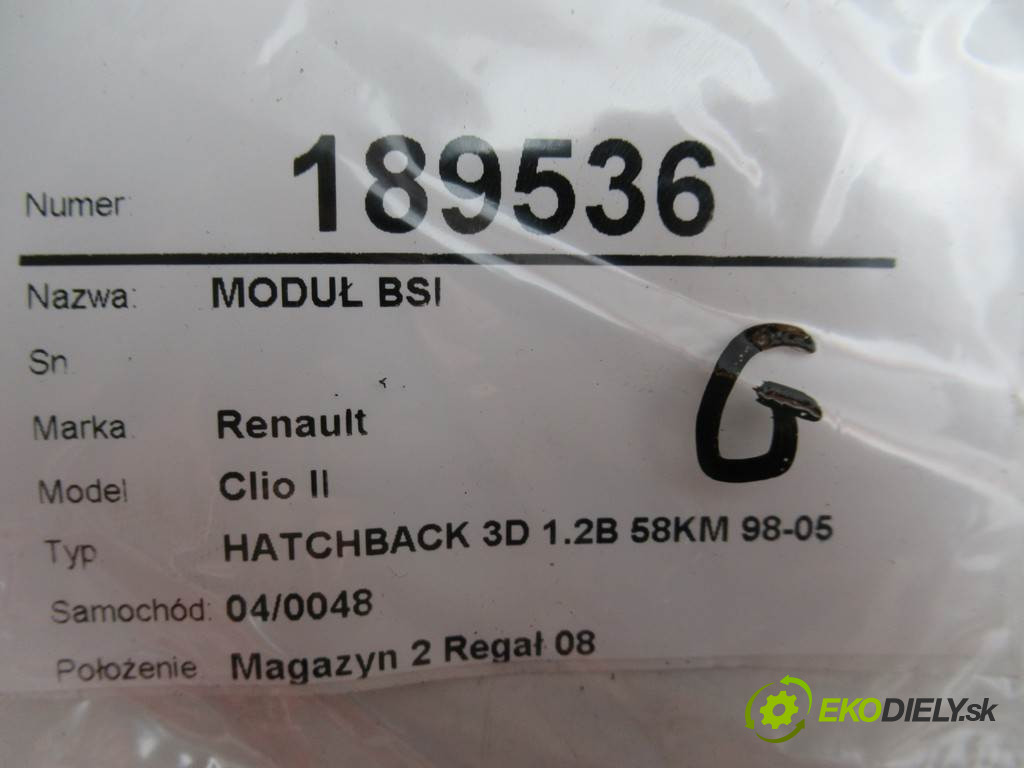 Numer: 189536
Nazwa: MODUŁ BSI
Sn
Marka Renault
G
Model Clio II
Typ HATCHBACK 3D 1.2B 58KM 98-05
Samochód: 04/0048
Położenie Magazyn 2 Regał 08
EKODIELY.sk